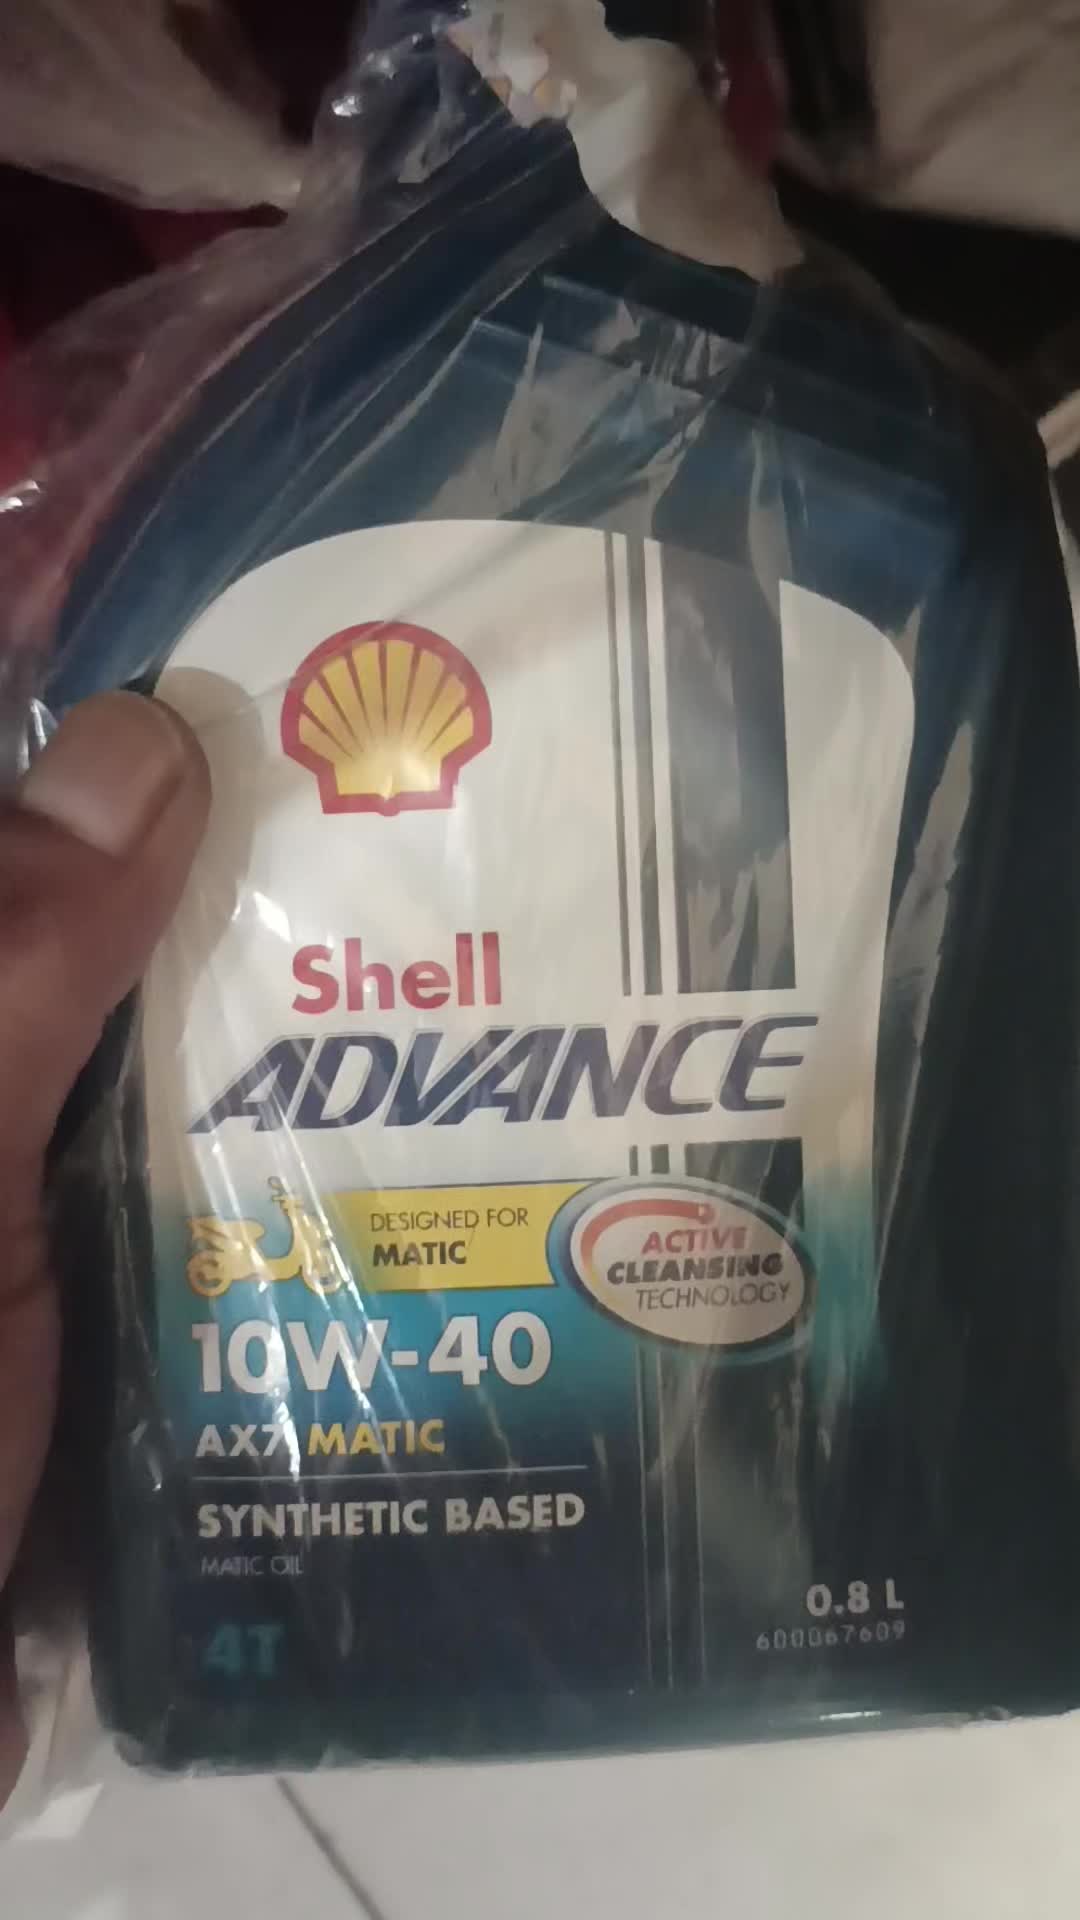 Shell
ADVANCE
DESIGNED FOR
MATIC
ACTIVE
CLEANSING
TECHNOLOGY
10W-40
AX7 MATIC
SYNTHETIC BASED
MATIC OIL
4T
0.8 L
600067609